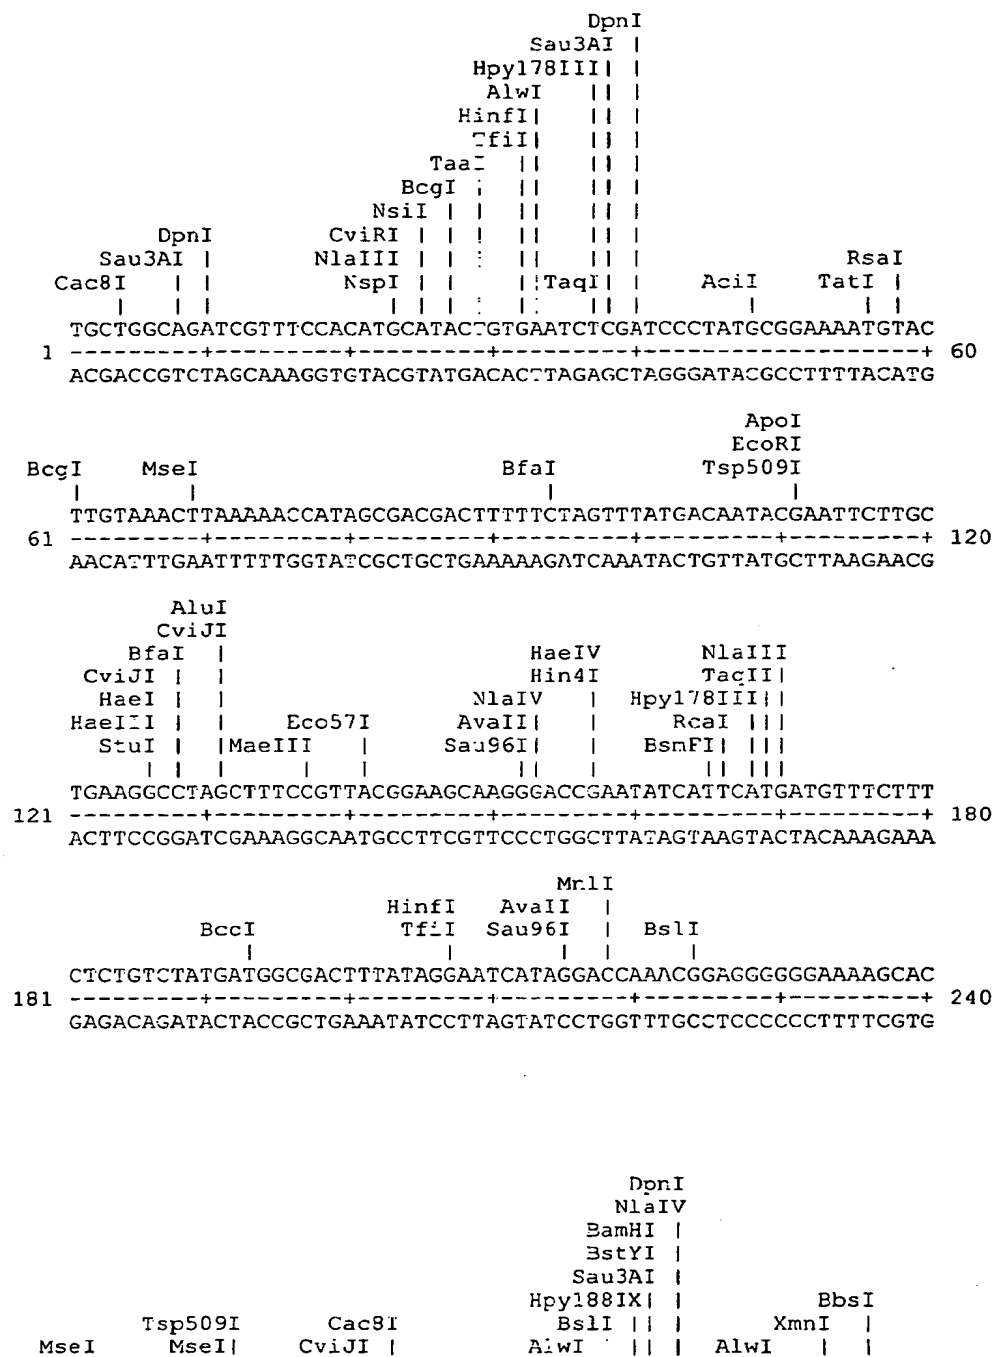 DpnI
Sau3AI |
Hpy178III| | |
AlwI | | |
HinfI| | | |
TfiI| | | |
TaaI || || |
BcgI | || || |
NsiI | | || || |
DpnI CviRI | | | || || |
Sau3AI | NlaIII | | | || || | RsaI
Cac8I | | NspI | | | ||TaqI|| | AciI TatI |
TGCTGGCAGATCGTTTCCACATGCATACTGTGAATCTCGATCCCTATGCGGAAAATGTAC
1 ---------+---------+---------+---------+-------------------+ 60
ACGACCGTCTAGCAAAGGTGTACGTATGACACTTAGAGCTAGGGATACGCCTTTTACATG
ApoI
EcoRI
BcgI MseI BfaI Tsp509I
TTGTAAACTTAAAAACCATAGCGACGACTTTTTCTAGTTTATGACAATACGAATTCTTGC
61 ---------+---------+---------+---------+---------+---------+ 120
AACATTTGAATTTTTGGTATCGCTGCTGAAAAAGATCAAATACTGTTATGCTTAAGAACG
AluI
CviJI
BfaI | HaeIV NlaIII
CviJI | | Hin4I TaqII|
HaeI | | NlaIV | Hpy178III||
HaeIII | | Eco57I AvaII| | RcaI |||
StuI | |MaeIII | Sau96I| | BsmFI| |||
TGAAGGCCTAGCTTTCCGTTACGGAAGCAAGGGACCGAATATCATTCATGATGTTTCTTT
121 ---------+---------+---------+---------+---------+---------+ 180
ACTTCCGGATCGAAAGGCAATGCCTTCGTTCCCTGGCTTATAGTAAGTACTACAAAGAAA
MnlI
HinfI AvaII |
BccI TfiI Sau96I | BslI
CTCTGTCTATGATGGCGACTTTATAGGAATCATAGGACCAAACGGAGGGGGGAAAAGCAC
181 ---------+---------+---------+---------+---------+---------+ 240
GAGACAGATACTACCGCTGAAATATCCTTAGTATCCTGGTTTGCCTCCCCCCTTTTCGTG
DpnI
NlaIV
BamHI |
BstYI |
Sau3AI |
Hpy188IX| | BbsI
Tsp509I Cac8I BslI || | XmnI |
MseI MseI| CviJI | AlwI || | AlwI | |